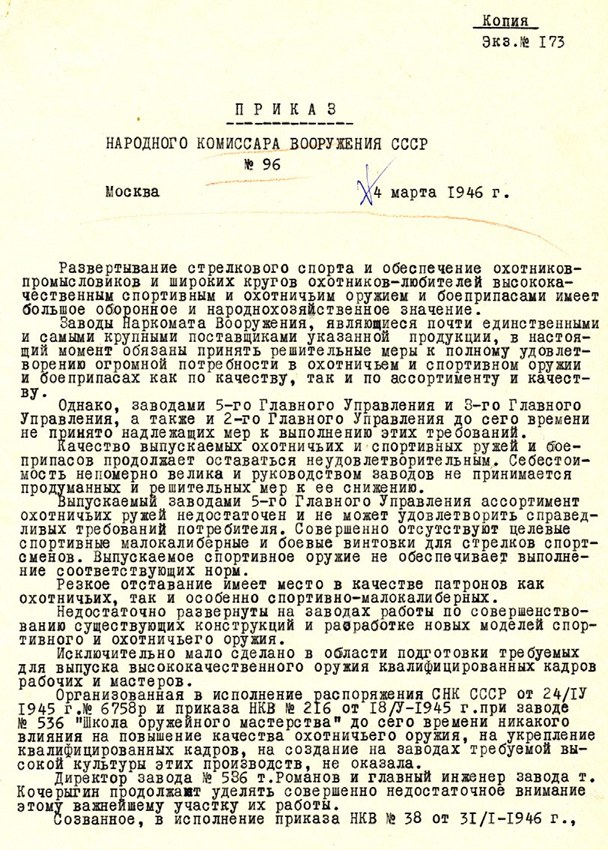 Копия
Экз.№ 173
ПРИКАЗ
НАРОДНОГО КОМИССАРА ВООРУЖЕНИЯ СССР
№ 96
Москва 4 марта 1946 г.
Развертывание стрелкового спорта и обеспечение охотников-
промысловиков и широких кругов охотников-любителей высокока-
чественным спортивным и охотничьим оружием и боеприпасами имеет
большое оборонное и народнохозяйственное значение.
Заводы Наркомата Вооружения, являющиеся почти единственными
и самыми крупными поставщиками указанной продукции, в настоя-
щий момент обязаны принять решительные меры к полному удовлет-
ворению огромной потребности в охотничьем и спортивном оружии
и боеприпасах как по качеству, так и по ассортименту и качест-
ву.
Однако, заводами 5-го Главного Управления и 3-го Главного
Управления, а также и 2-го Главного Управления до сего времени
не принято надлежащих мер к выполнению этих требований.
Качество выпускаемых охотничьих и спортивных ружей и бое-
припасов продолжает оставаться неудовлетворительным. Себестои-
мость непомерно велика и руководством заводов не принимается
продуманных и решительных мер к ее снижению.
Выпускаемый заводами 5-го Главного Управления ассортимент
охотничьих ружей недостаточен и не может удовлетворить справед-
ливых требований потребителя. Совершенно отсутствуют целевые
спортивные малокалиберные и боевые винтовки для стрелков спорт-
сменов. Выпускаемое спортивное оружие не обеспечивает выполне-
ние соответствующих норм.
Резкое отставание имеет место в качестве патронов как
охотничьих, так и особенно спортивно-малокалиберных.
Недостаточно развернуты на заводах работы по совершенство-
ванию существующих конструкций и разработке новых моделей спор-
тивного и охотничьего оружия.
Исключительно мало сделано в области подготовки требуемых
для выпуска высококачественного оружия квалифицированных кадров
рабочих и мастеров.
Организованная в исполнение распоряжения СНК СССР от 24/IУ
1945 г.№ 6758р и приказа НКВ № 216 от 18/У-1945 г.при заводе
№ 536 "Школа оружейного мастерства" до сего времени никакого
влияния на повышение качества охотничьего оружия, на укрепление
квалифицированных кадров, на создание на заводах требуемой вы-
сокой культуры этих производств, не оказала.
Директор завода № 536 т.Романов и главный инженер завода т.
Кочерыгин продолжают уделять совершенно недостаточное внимание
этому важнейшему участку их работы.
Созванное, в исполнение приказа НКВ № 38 от 31/I-1946 г.,